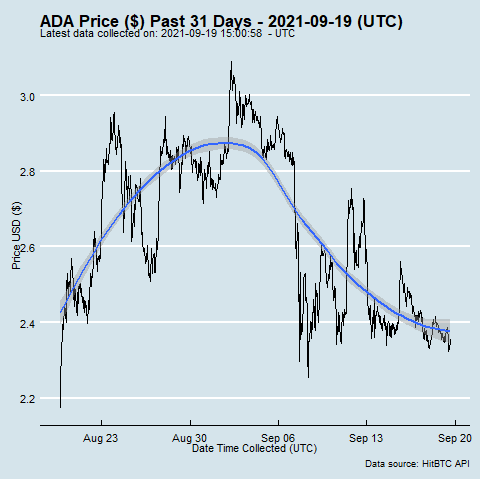 ADA Price ($) Past 31 Days - 2021-09-19 (UTC)
Latest data collected on: 2021-09-19 15:00:58  - UTC
3.0
2.8
2.6
2.4
2.2
Price USD ($)
Aug 23
Aug 30
Sep 06
Sep 13
Sep 20
Date Time Collected (UTC)
Data source: HitBTC API